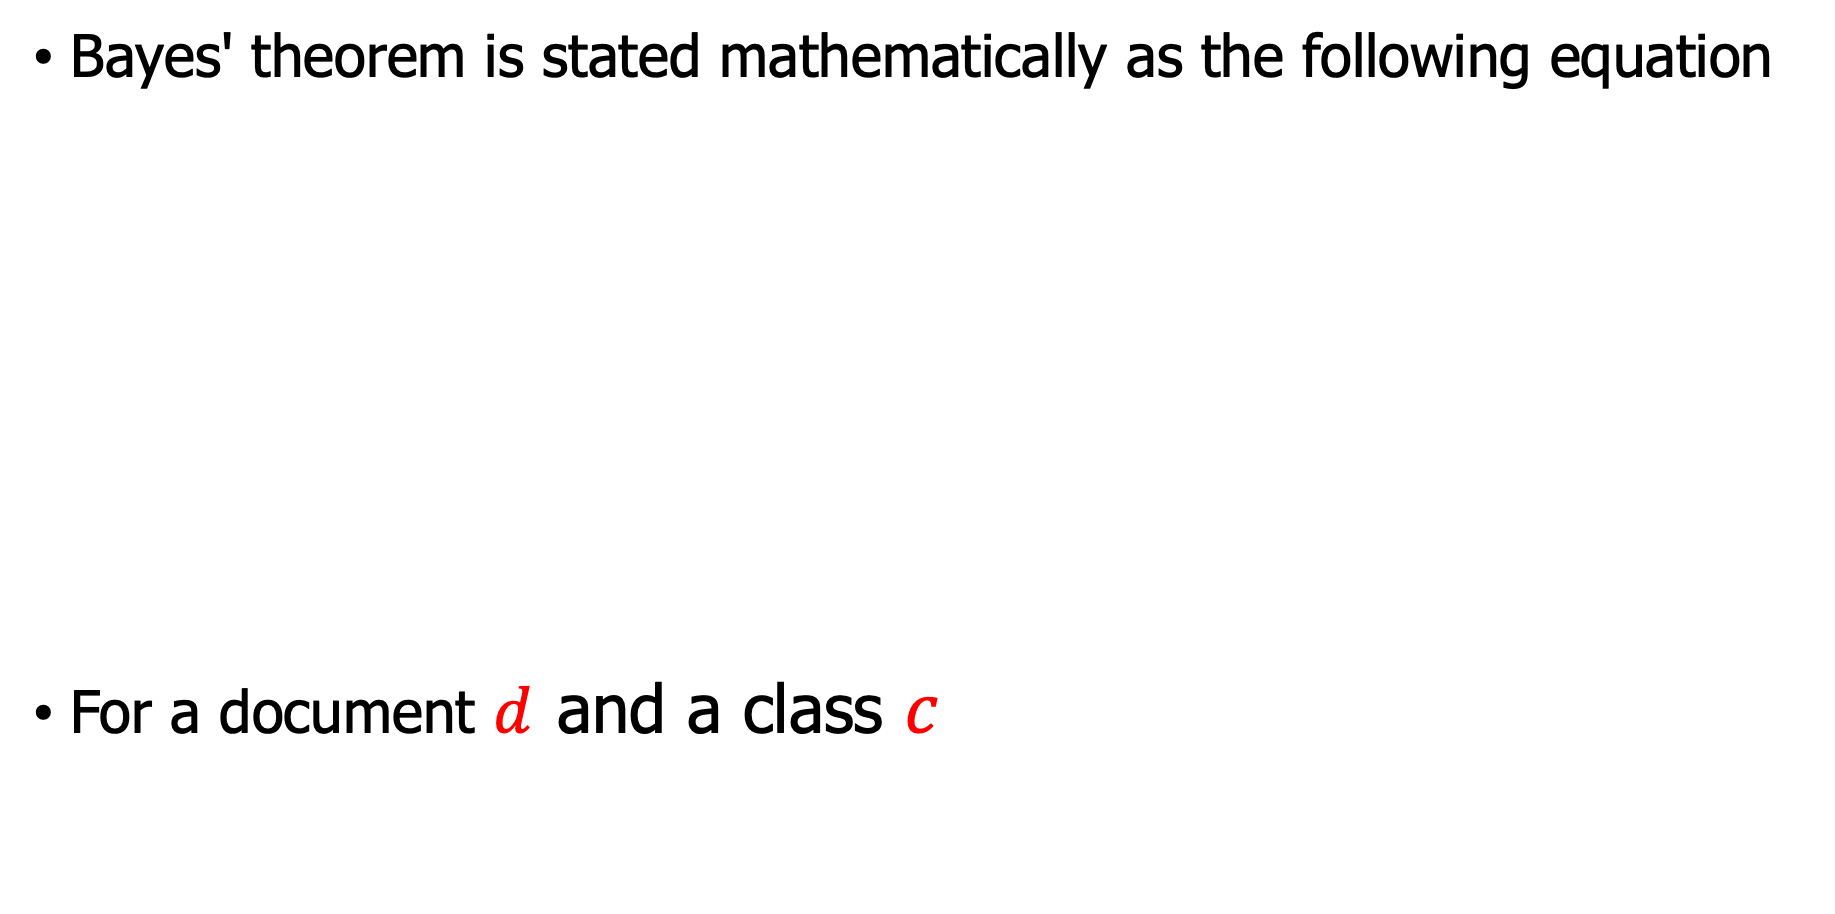 • Bayes' theorem is stated mathematically as the following equation
• For a document d and a class c